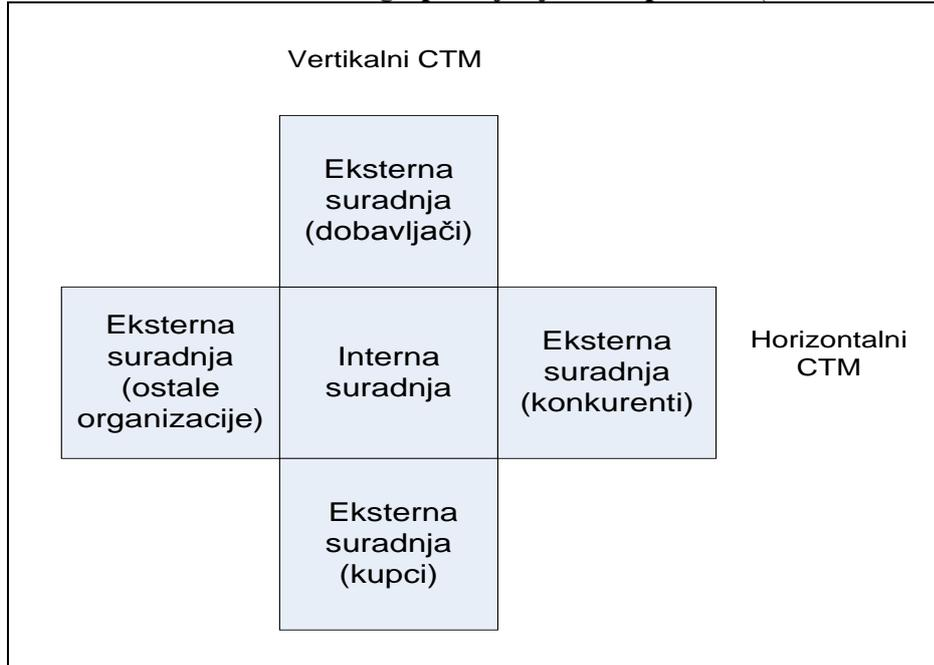 Vertikalni CTM
Eksterna
suradnja
(dobavljači)
Eksterna
suradnja
(ostale
organizacije)
Interna
suradnja
Eksterna
suradnja
(konkurenti)
Horizontalni
CTM
Eksterna
suradnja
(kupci)